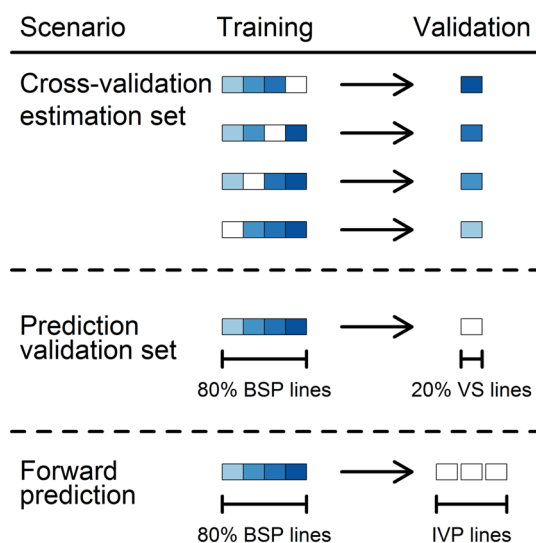 Scenario Training Validation
Cross-validation
estimation set
Prediction
validation set
80% BSP lines 20% VS lines
Forward
prediction
80% BSP lines IVP lines